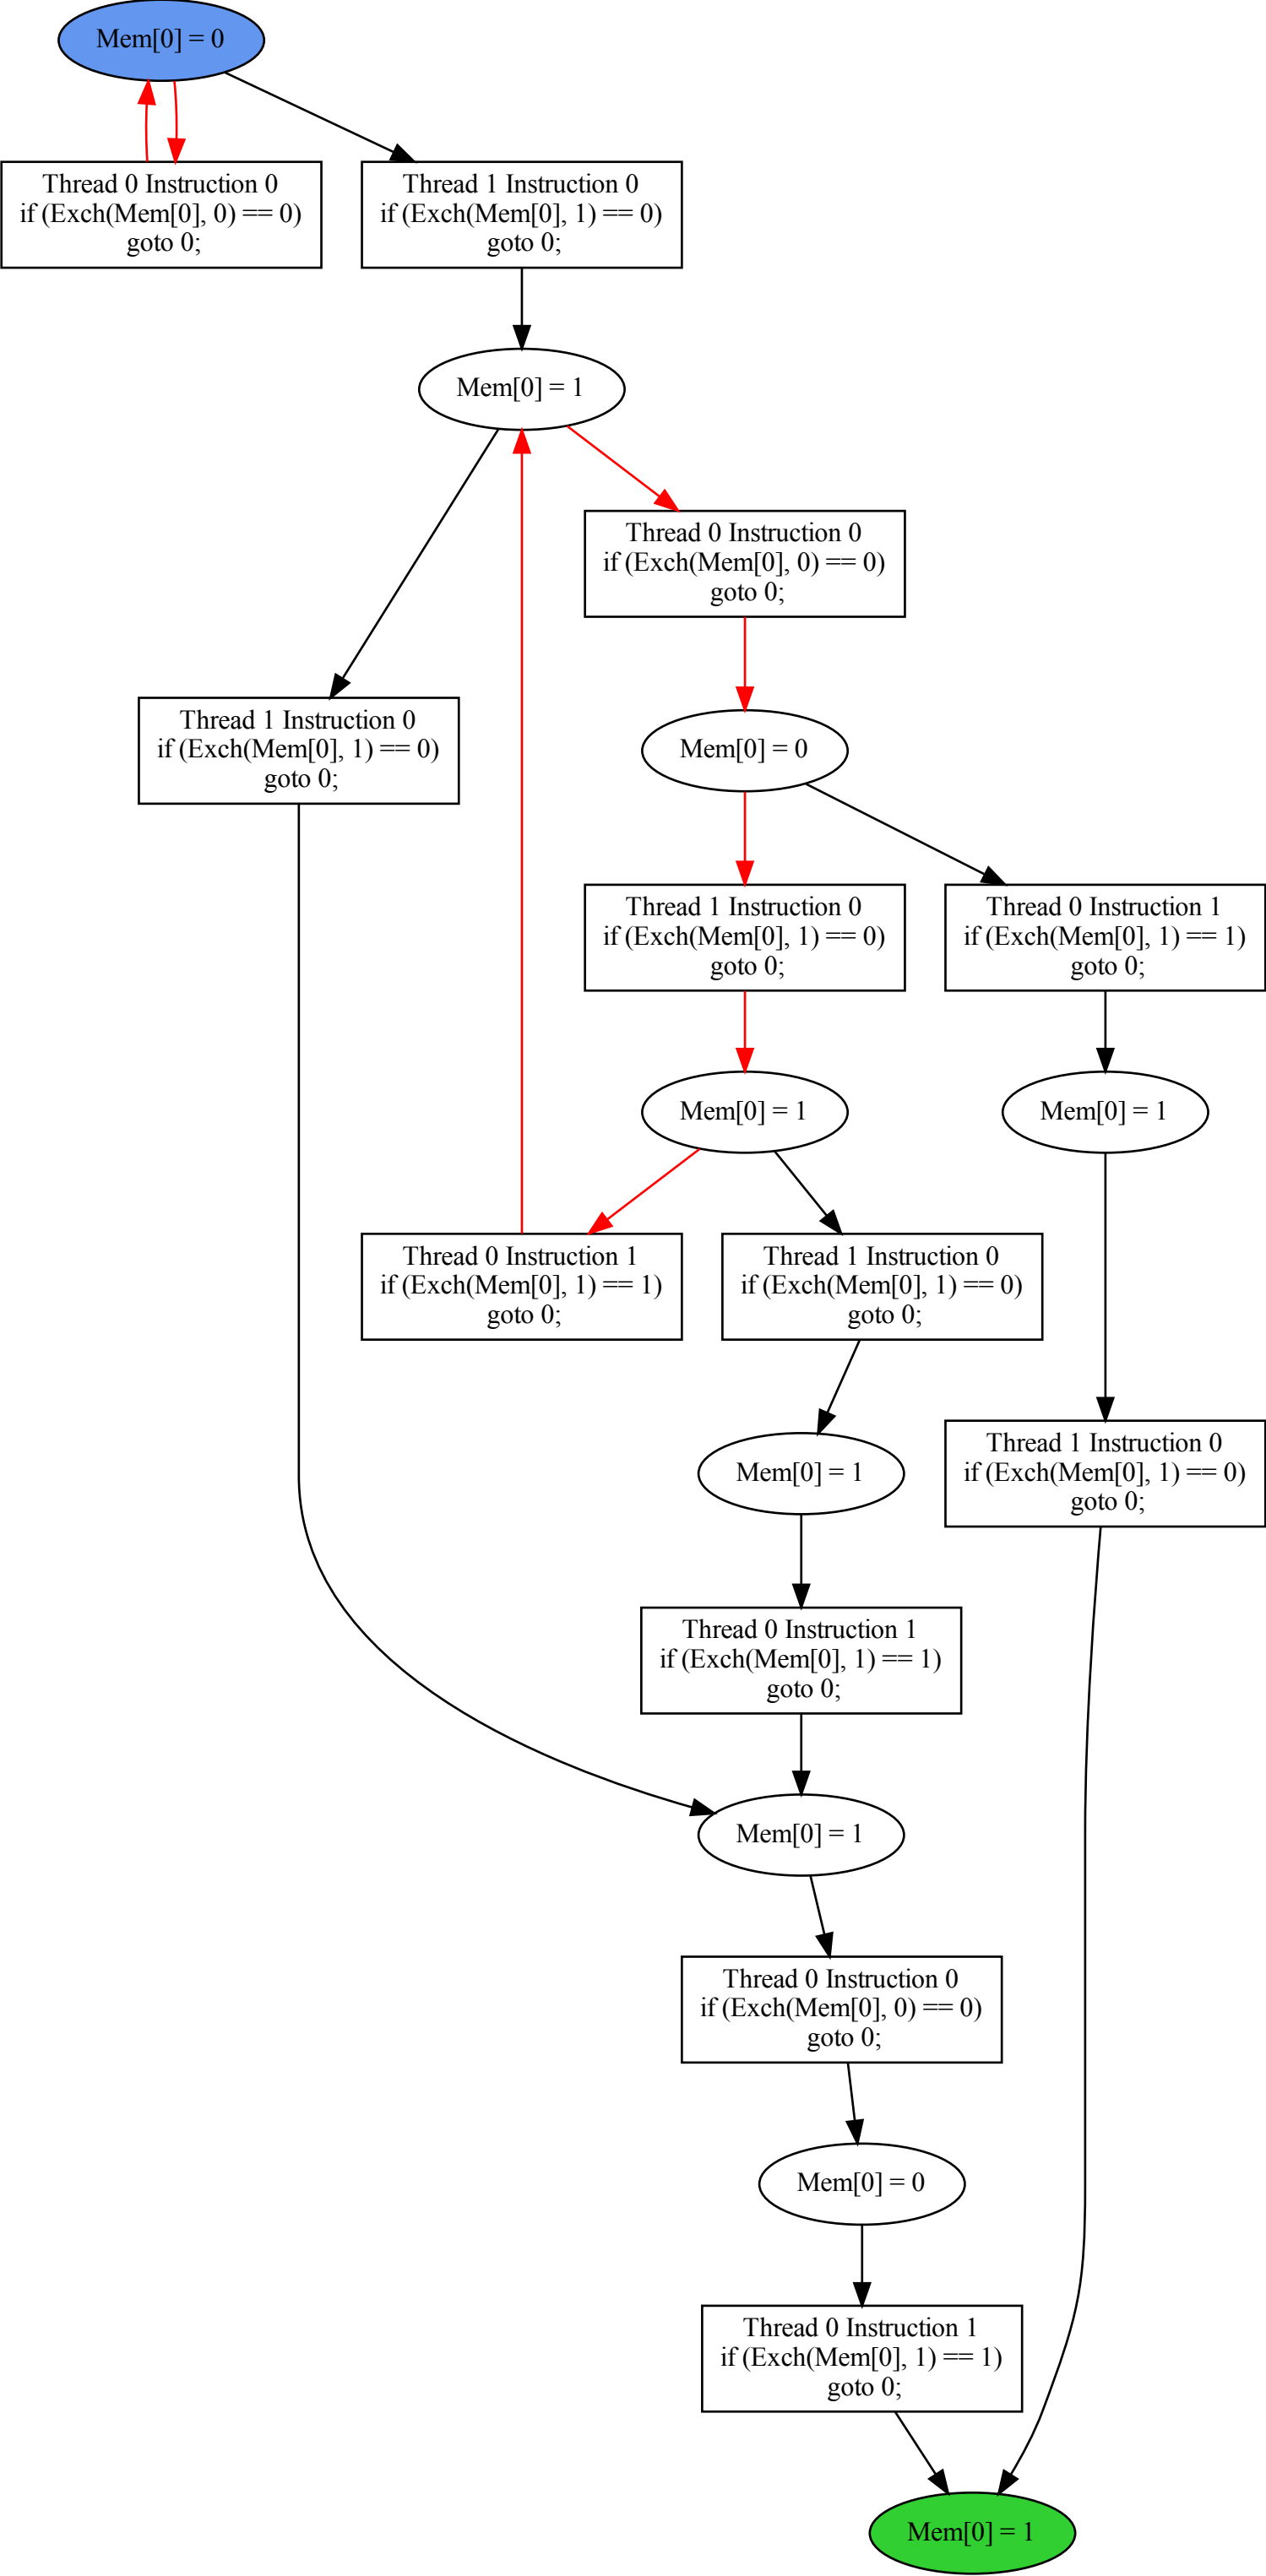 Mem[0] = 0
Thread 0 Instruction 0
if (Exch(Mem[0], 0) == 0)
goto 0;
Thread 1 Instruction 0
if (Exch(Mem[0], 1) == 0)
goto 0;
Mem[0] = 1
Thread 0 Instruction 0
if (Exch(Mem[0], 0) == 0)
goto 0;
Thread 1 Instruction 0
if (Exch(Mem[0], 1) == 0)
goto 0;
Mem[0] = 0
Thread 1 Instruction 0
if (Exch(Mem[0], 1) == 0)
goto 0;
Thread 0 Instruction 1
if (Exch(Mem[0], 1) == 1)
goto 0;
Mem[0] = 1
Mem[0] = 1
Thread 0 Instruction 1
if (Exch(Mem[0], 1) == 1)
goto 0;
Thread 1 Instruction 0
if (Exch(Mem[0], 1) == 0)
goto 0;
Mem[0] = 1
Thread 1 Instruction 0
if (Exch(Mem[0], 1) == 0)
goto 0;
Thread 0 Instruction 1
if (Exch(Mem[0], 1) == 1)
goto 0;
Mem[0] = 1
Thread 0 Instruction 0
if (Exch(Mem[0], 0) == 0)
goto 0;
Mem[0] = 0
Thread 0 Instruction 1
if (Exch(Mem[0], 1) == 1)
goto 0;
Mem[0] = 1